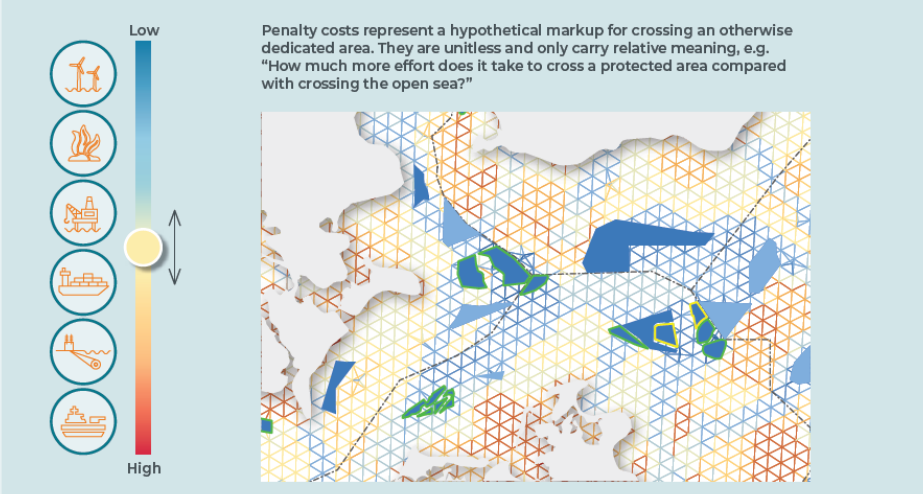 Low
Penalty costs represent a hypothetical markup for crossing an otherwise
dedicated area. They are unitless and only carry relative meaning, e.g.
“How much more effort does it take to cross a protected area compared
with crossing the open sea?”
High